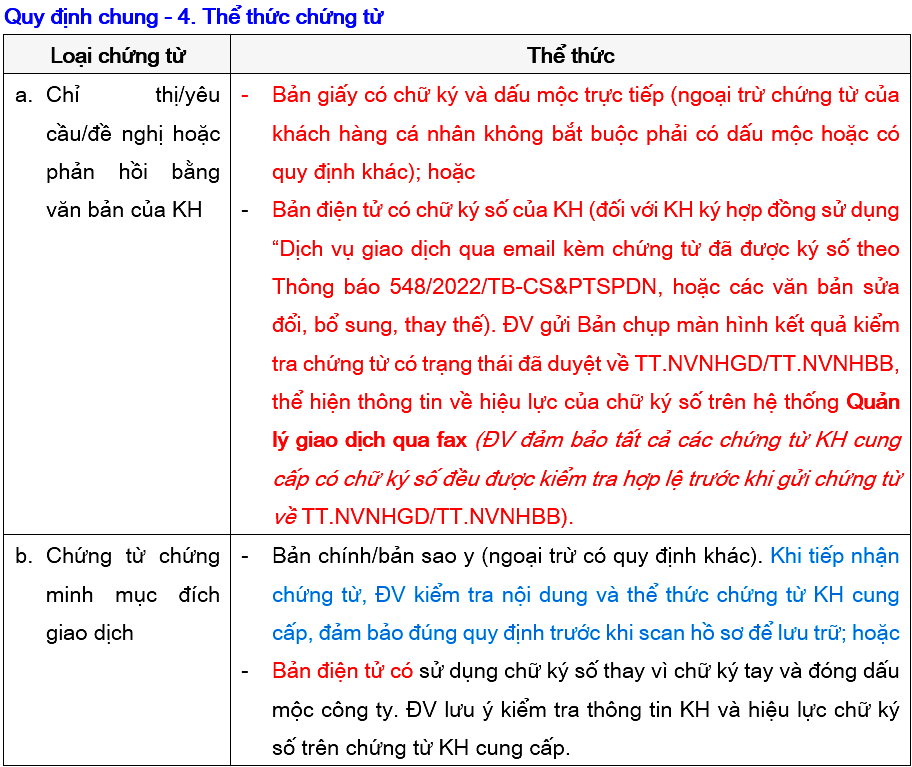 Quy định chung - 4. Thể thức chứng từ
Loại chứng từ
Thể thức
a. Chỉ thị/yêu
cầu/đề nghị hoặc
phản hồi bằng
văn bản của KH
- Bản giấy có chữ ký và dấu mộc trực tiếp (ngoại trừ chứng từ của
khách hàng cá nhân không bắt buộc phải có dấu mộc hoặc có
quy định khác); hoặc
- Bản điện tử có chữ ký số của KH (đối với KH ký hợp đồng sử dụng
“Dịch vụ giao dịch qua email kèm chứng từ đã được ký số theo
Thông báo 548/2022/TB-CS&PTSPDN, hoặc các văn bản sửa
đổi, bổ sung, thay thế). ĐV gửi Bản chụp màn hình kết quả kiểm
tra chứng từ có trạng thái đã duyệt về TT.NVNHGD/TT.NVNHBB,
thể hiện thông tin về hiệu lực của chữ ký số trên hệ thống Quản
lý giao dịch qua fax (ĐV đảm bảo tất cả các chứng từ KH cung
cấp có chữ ký số đều được kiểm tra hợp lệ trước khi gửi chứng từ
về TT.NVNHGD/TT.NVNHBB).
b. Chứng từ chứng
minh mục đích
giao dịch
- Bản chính/bản sao y (ngoại trừ có quy định khác). Khi tiếp nhận
chứng từ, ĐV kiểm tra nội dung và thể thức chứng từ KH cung
cấp, đảm bảo đúng quy định trước khi scan hồ sơ để lưu trữ; hoặc
- Bản điện tử có sử dụng chữ ký số thay vì chữ ký tay và đóng dấu
mộc công ty. ĐV lưu ý kiểm tra thông tin KH và hiệu lực chữ ký
số trên chứng từ KH cung cấp.